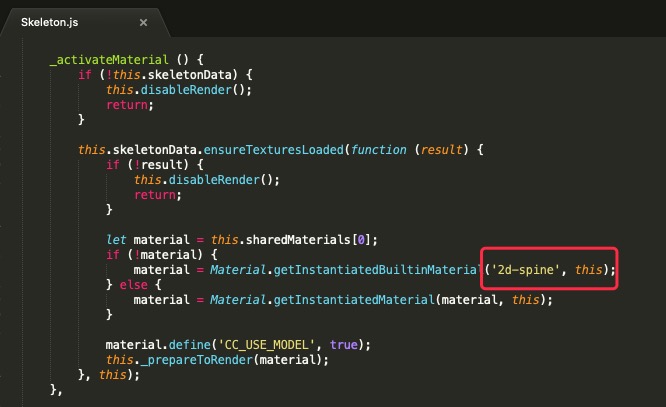 Skeleton.js ×
_activateMaterial () {
if (!this.skeletonData) {
this.disableRender();
return;
}
this.skeletonData.ensureTexturesLoaded(function (result) {
if (!result) {
this.disableRender();
return;
}
let material = this.sharedMaterials[0];
if (!material) {
material = Material.getInstantiatedBuiltinMaterial('2d-spine', this);
} else {
material = Material.getInstantiatedMaterial(material, this);
}
material.define('CC_USE_MODEL', true);
this._prepareToRender(material);
}, this);
},